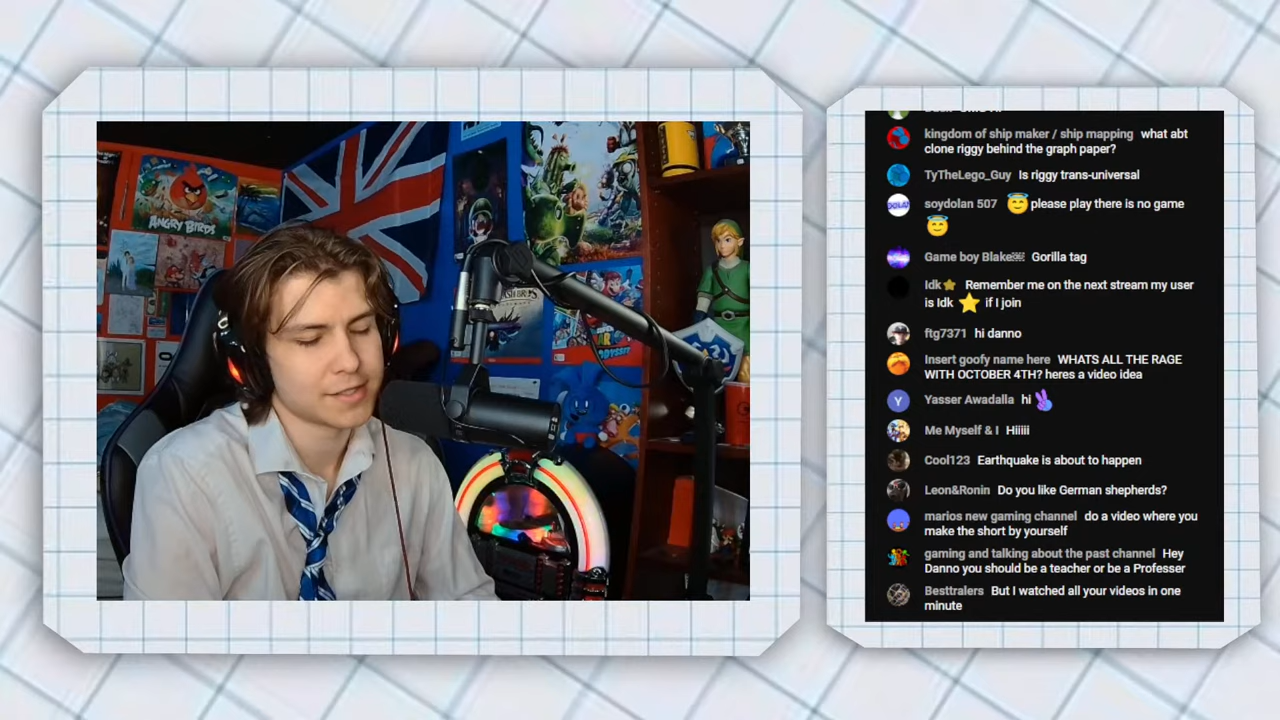 ANGRY BIRDS
kingdom of ship maker / ship mapping what abt
clone riggy behind the graph paper?
TyTheLego_Guy Is riggy trans-universal
soydolan 507 😇 please play there is no game
😇
Game boy Blake Gorilla tag
Idk⭐ Remember me on the next stream my user
is Idk ⭐ if I join
ftg7371 hi danno
Insert goofy name here WHATS ALL THE RAGE
WITH OCTOBER 4TH? heres a video idea
Y
Yasser Awadalla hi
Me Myself & I Hiiiii
Cool123 Earthquake is about to happen
Leon&Ronin Do you like German shepherds?
marios new gaming channel do a video where you
make the short by yourself
gaming and talking about the past channel Hey
Danno you should be a teacher or be a Professor
Besttralers But I watched all your videos in one
minute